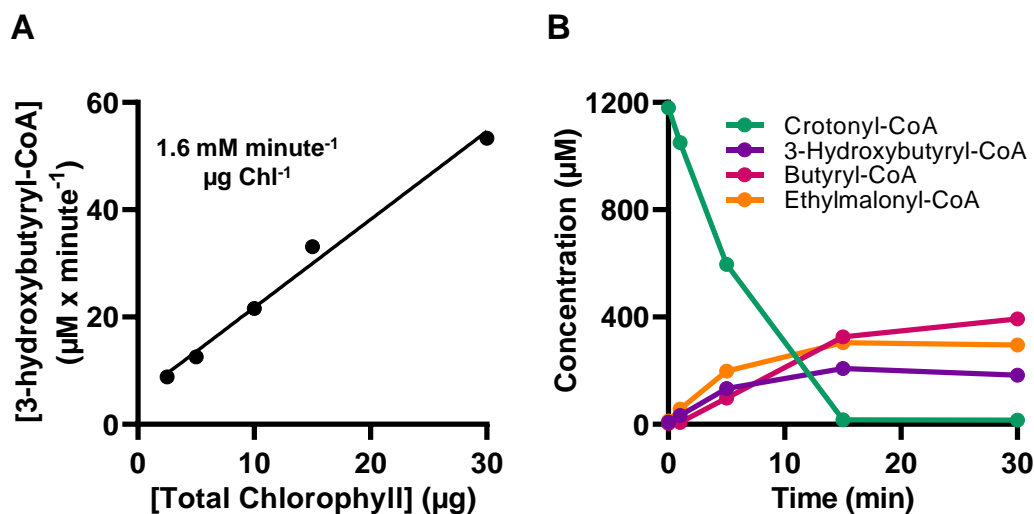 A
[3-hydroxybutyryl-CoA]
(µM x minute⁻¹)
60
40
20
0
1.6 mM minute⁻¹
µg Chl⁻¹
0
10
20
30
[Total Chlorophyll] (µg)
B
Concentration (µM)
1200
800
400
0
Crotonyl-CoA
3-Hydroxybutyryl-CoA
Butyryl-CoA
Ethylmalonyl-CoA
0
10
20
30
Time (min)